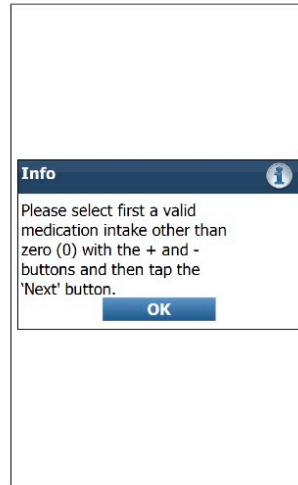 Info
Please select first a valid
medication intake other than
zero (0) with the + and -
buttons and then tap the
'Next' button.
OK